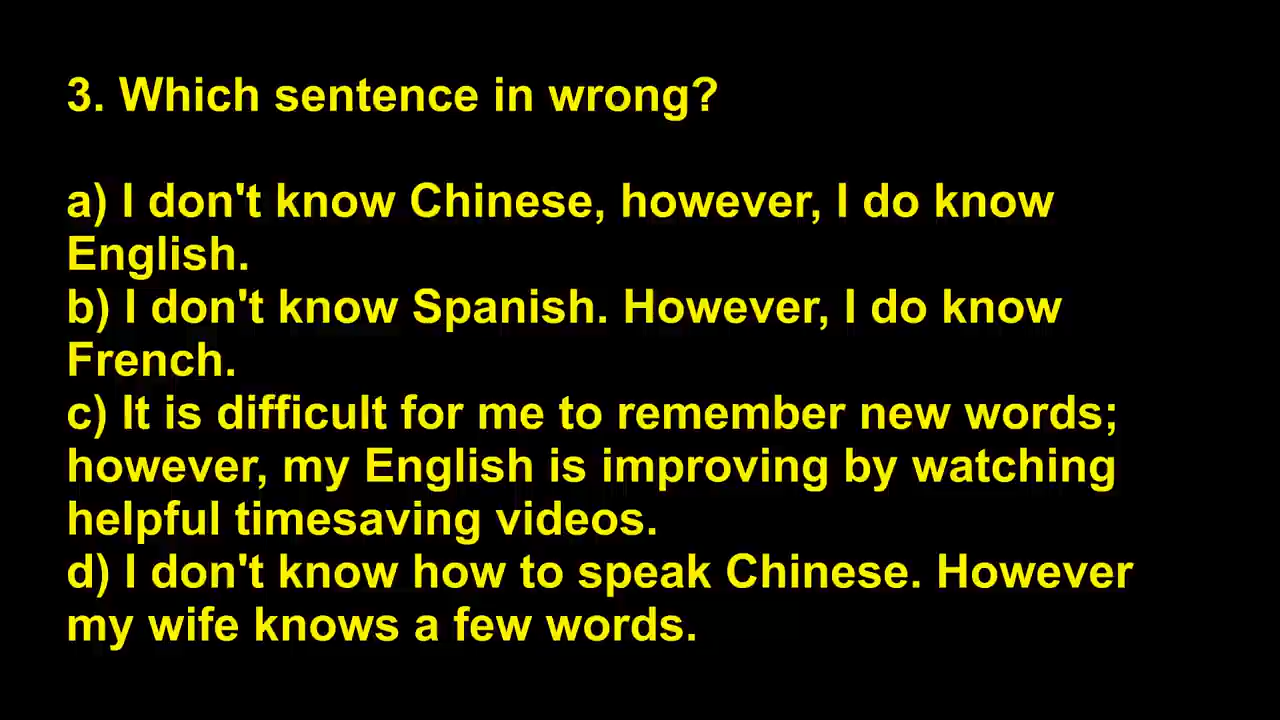 3. Which sentence in wrong?
a) I don't know Chinese, however, I do know
English.
b) I don't know Spanish. However, I do know
French.
c) It is difficult for me to remember new words;
however, my English is improving by watching
helpful timesaving videos.
d) I don't know how to speak Chinese. However
my wife knows a few words.